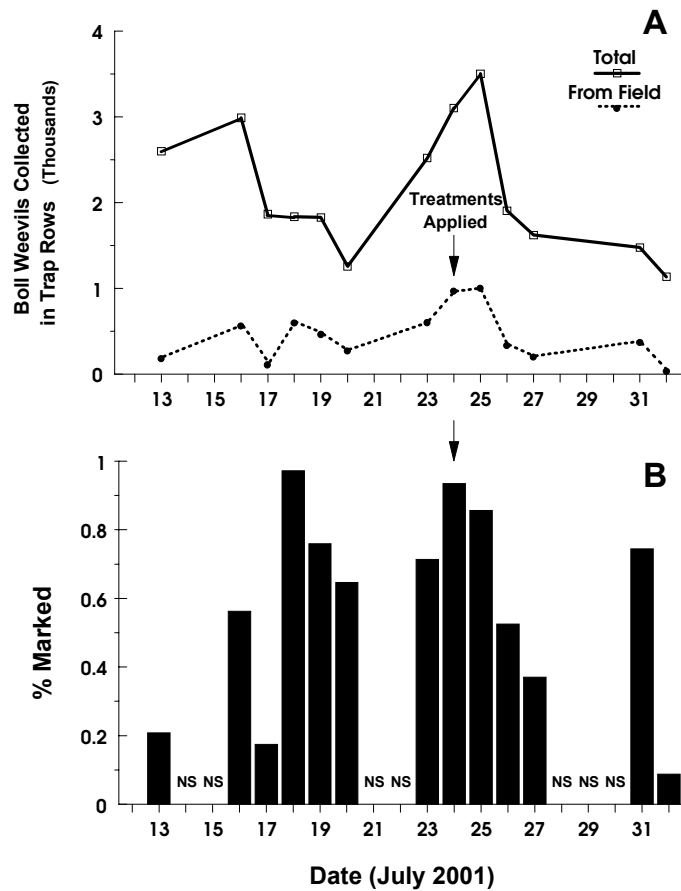 A
Total
From Field
Boll Weevils Collected
in Trap Rows (Thousands)
4
3
2
1
0
Treatments
Applied
13 15 17 19 21 23 25 27 29 31
B
% Marked
1
0.8
0.6
0.4
0.2
0
NS NS NS NS NS NS NS
13 15 17 19 21 23 25 27 29 31
Date (July 2001)